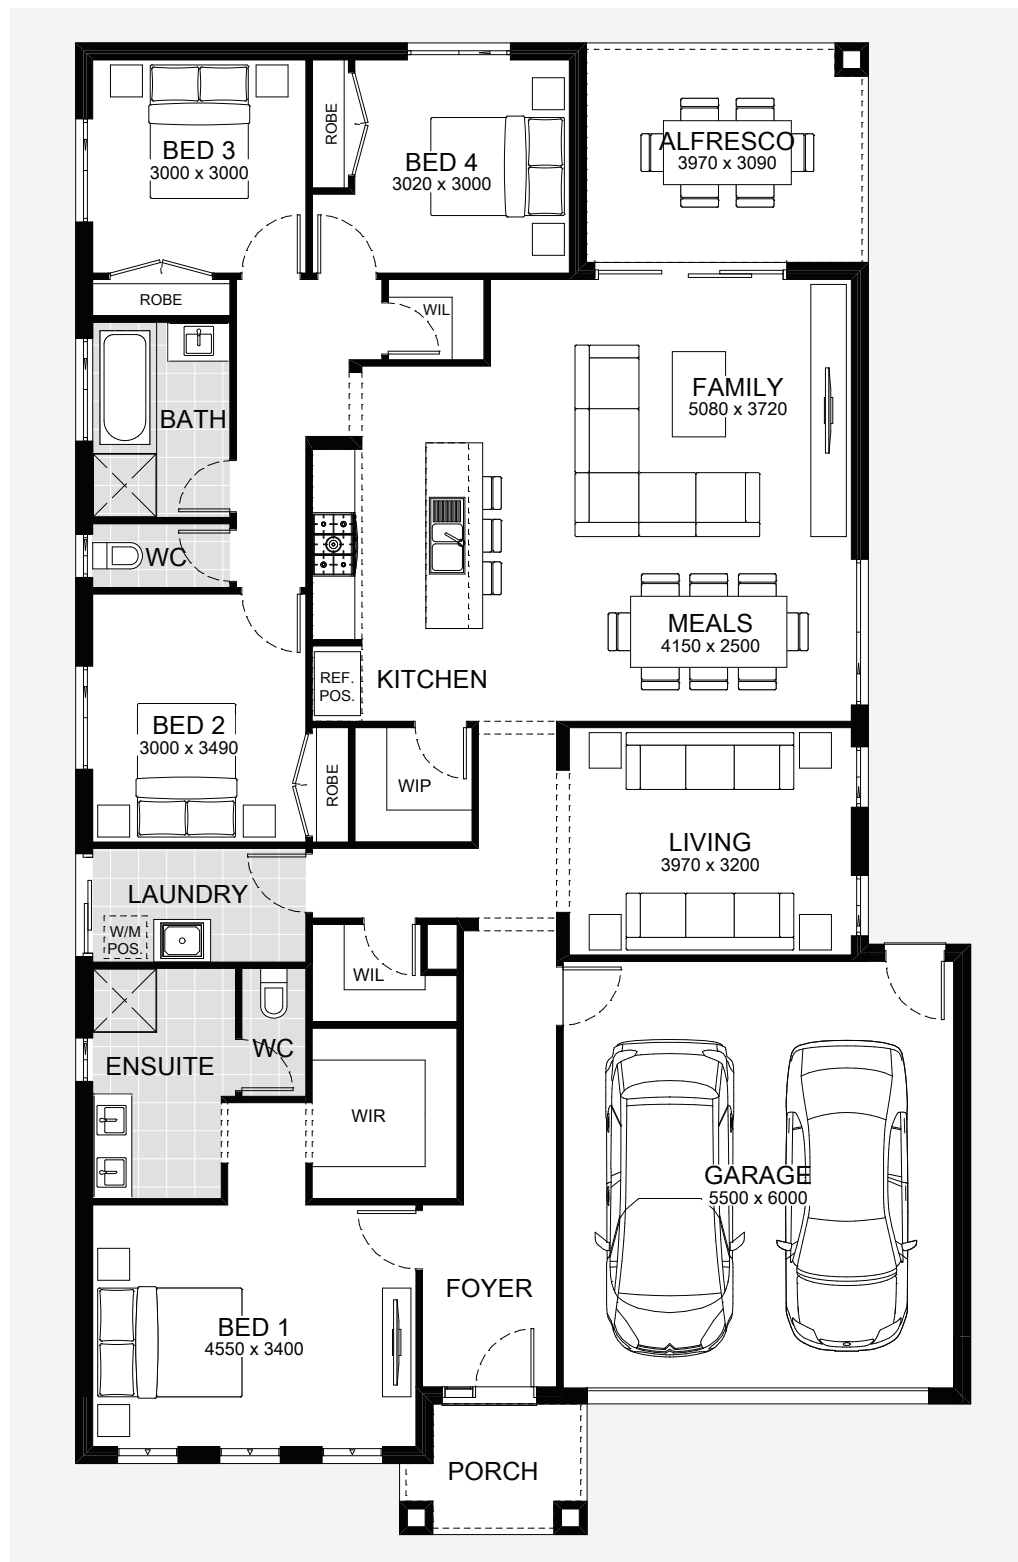 BED 3
3000 x 3000
ROBE
BED 4
3020 x 3000
ALFRESCO
3970 x 3090
ROBE
WIL
BATH
FAMILY
5080 x 3720
WC
MEALS
4150 x 2500
REF.
POS.
KITCHEN
BED 2
3000 x 3490
ROBE
WIP
LIVING
3970 x 3200
LAUNDRY
W/M
POS.
WIL
WC
ENSUITE
WIR
GARAGE
5500 x 6000
FOYER
BED 1
4550 x 3400
PORCH